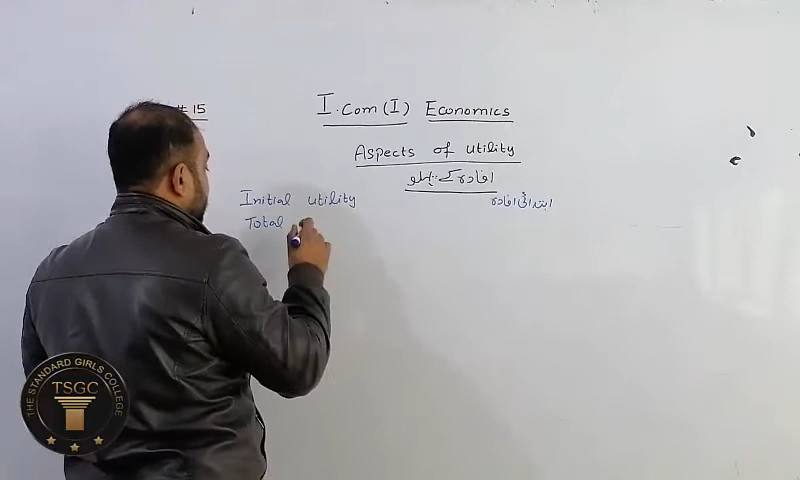 # 15
I.Com (I) Economics
Aspects of utility
افادہ کے پہلو
Initial utility ابتدائی افادہ
Total
THE STANDARD GIRLS COLLEGE
TSGC